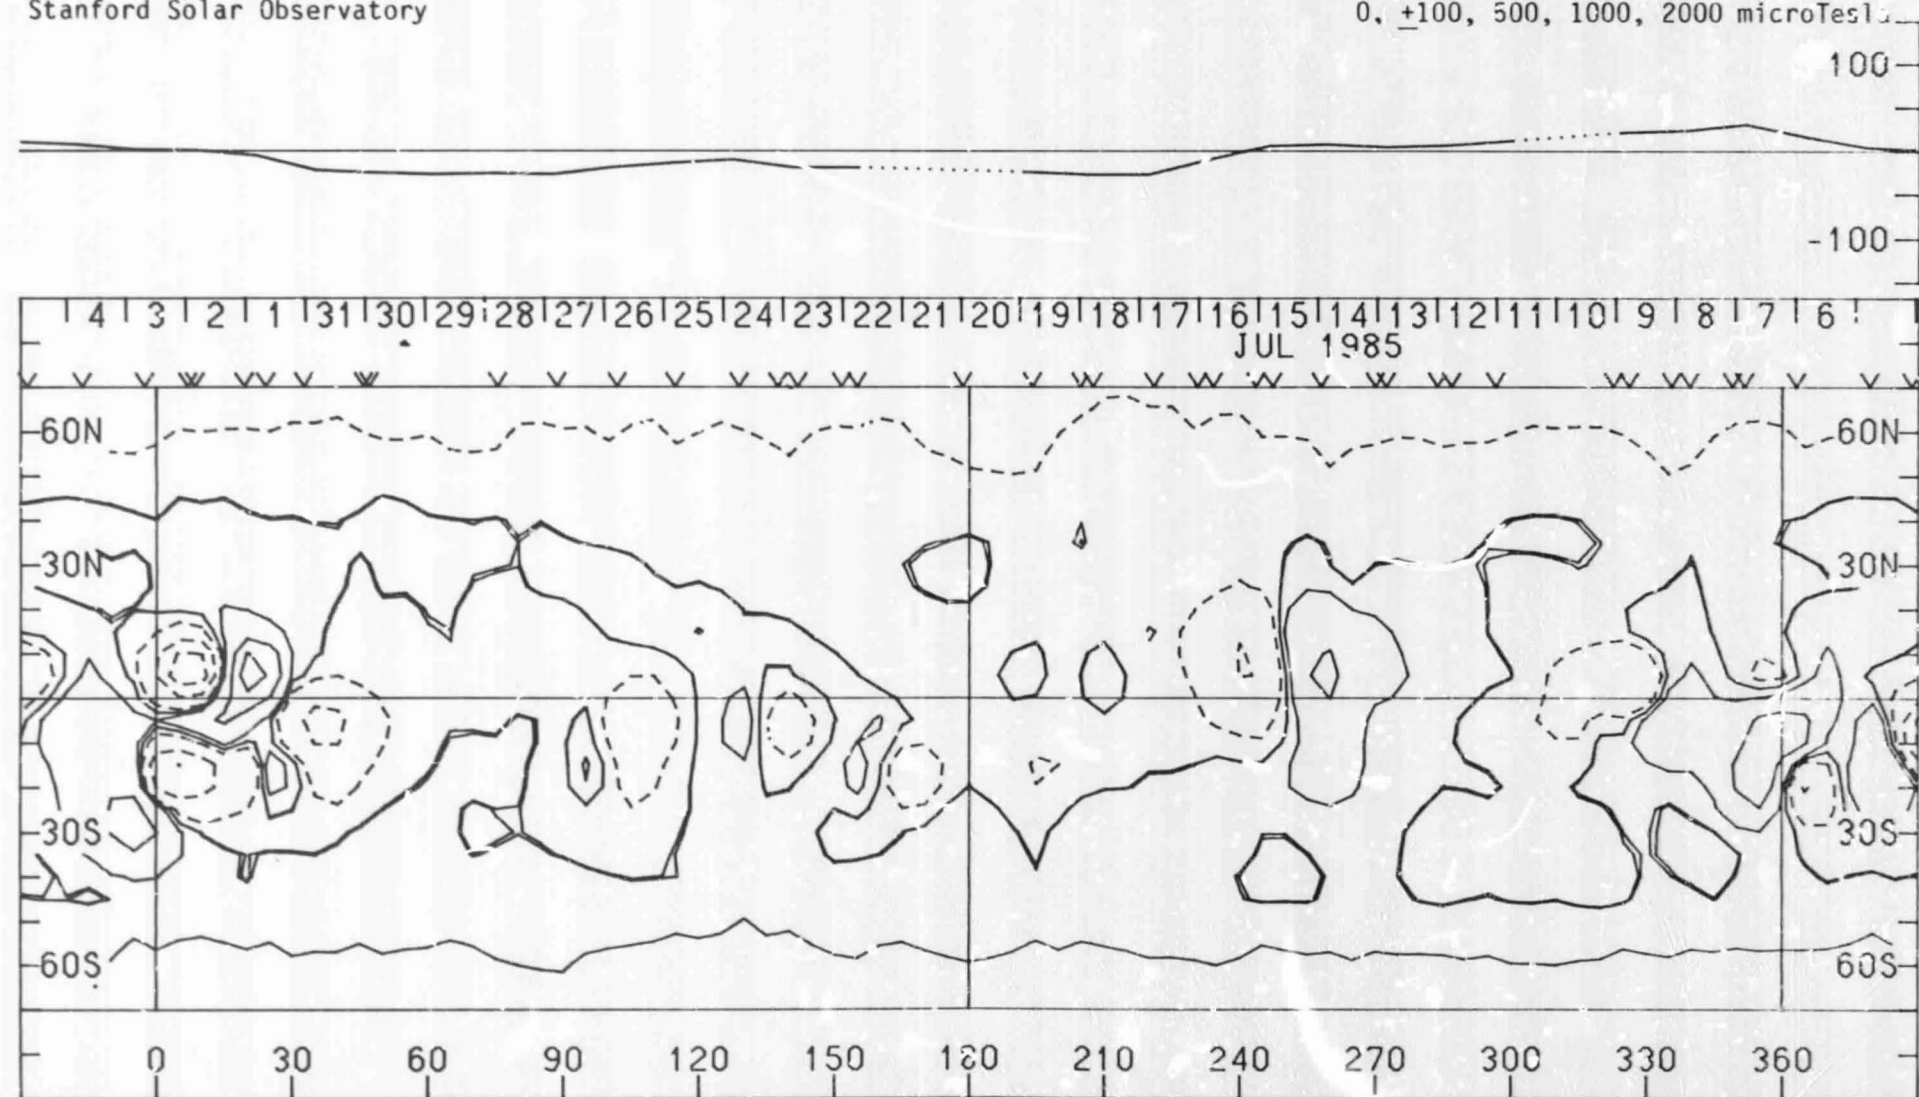 Stanford Solar Observatory
0, ±100, 500, 1000, 2000 microTesla
100
-100
4 3 2 1 31 30 29 28 27 26 25 24 23 22 21 20 19 18 17 16 15 14 13 12 11 10 9 8 7 6
JUL 1985
60N 60N
30N 30N
30S 30S
60S 60S
0 30 60 90 120 150 180 210 240 270 300 330 360